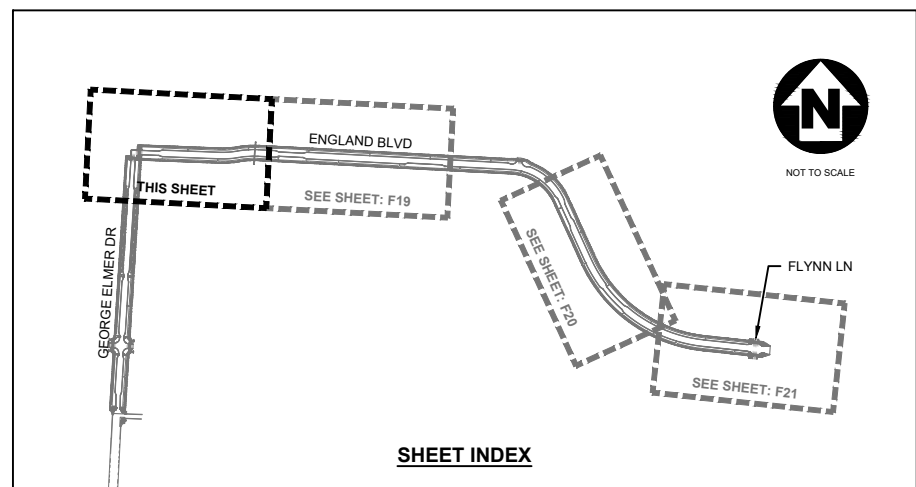 ENGLAND BLVD
N
NOT TO SCALE
THIS SHEET
SEE SHEET: F19
GEORGE ELMER DR
SEE SHEET: F20
FLYNN LN
SEE SHEET: F21
SHEET INDEX